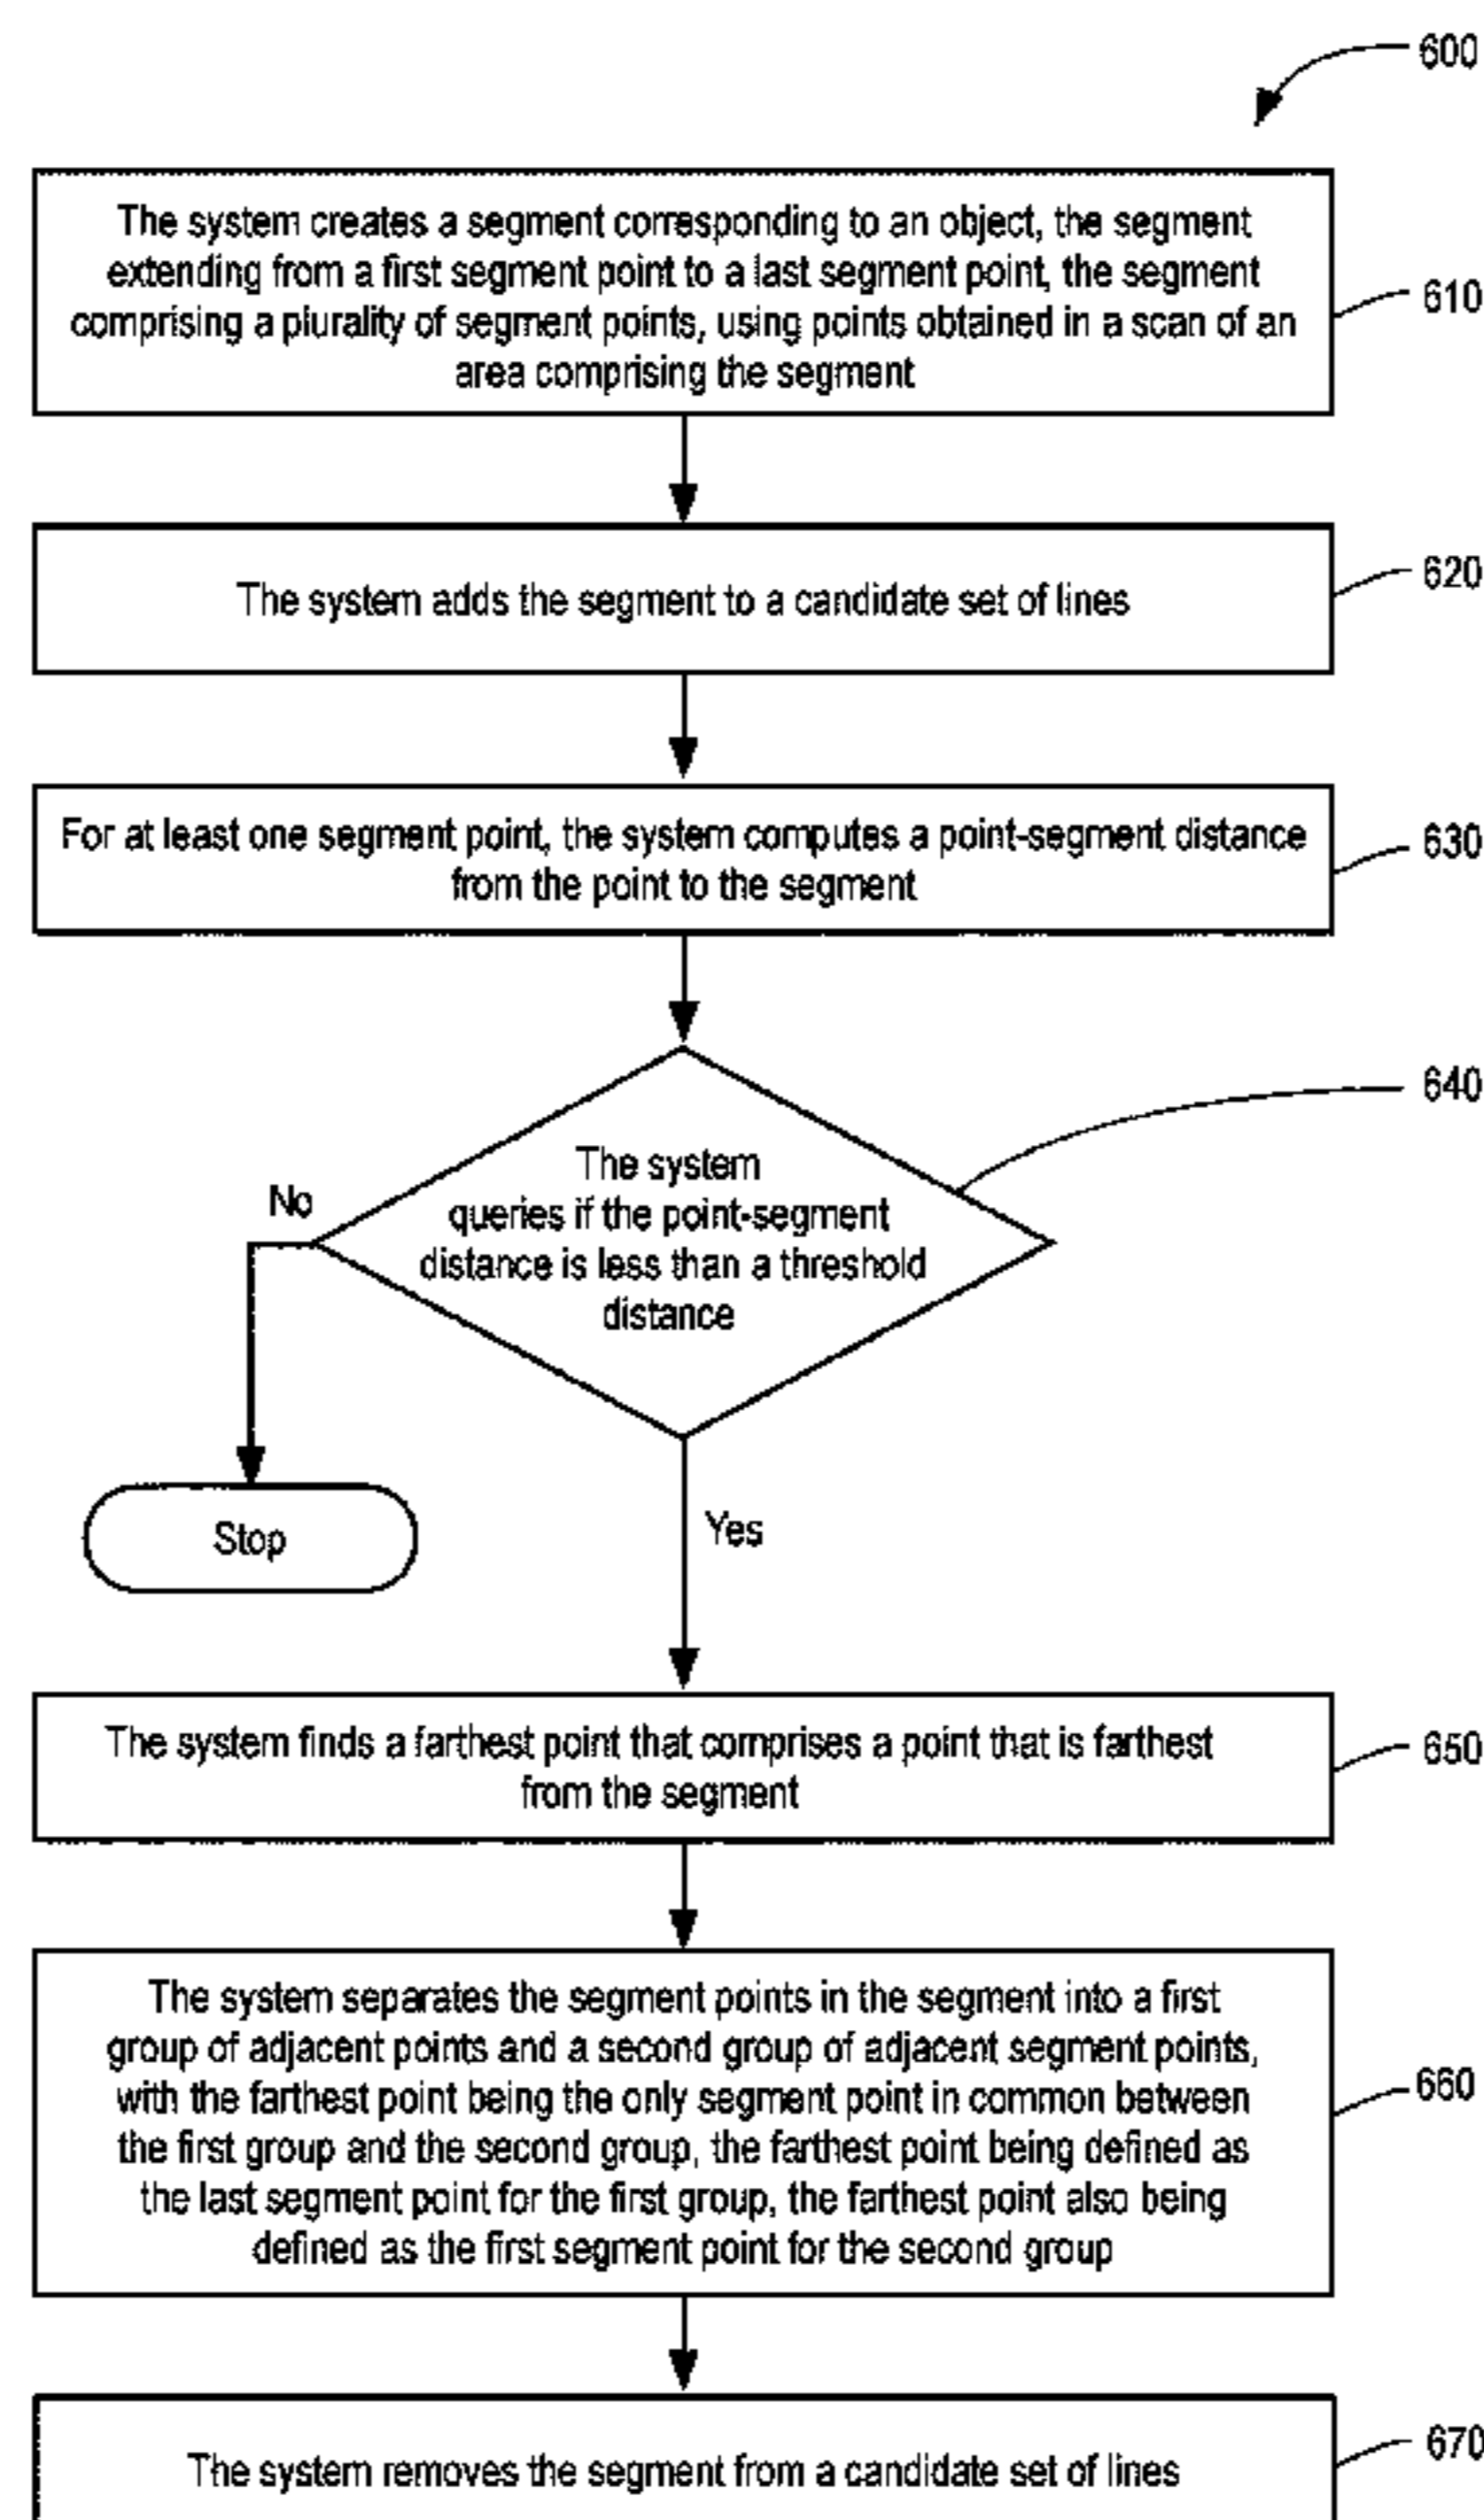 600
The system creates a segment corresponding to an object, the segment
extending from a first segment point to a last segment point, the segment
comprising a plurality of segment points, using points obtained in a scan of an
area comprising the segment
610
The system adds the segment to a candidate set of lines
620
For at least one segment point, the system computes a point-segment distance
from the point to the segment
630
The system
queries if the point-segment
distance is less than a threshold
distance
640
No
Stop
Yes
The system finds a farthest point that comprises a point that is farthest
from the segment
650
The system separates the segment points in the segment into a first
group of adjacent points and a second group of adjacent segment points,
with the farthest point being the only segment point in common between
the first group and the second group, the farthest point being defined as
the last segment point for the first group, the farthest point also being
defined as the first segment point for the second group
660
The system removes the segment from a candidate set of lines
670